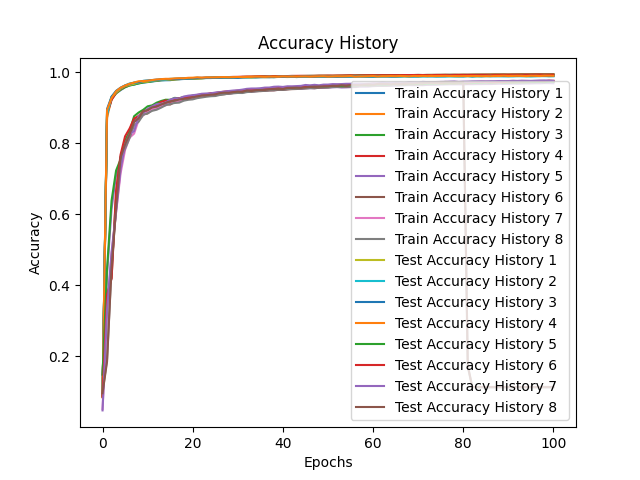 Accuracy History
1.0
0.8
0.6
0.4
0.2
Accuracy
0 20 40 60 80 100
Epochs
Train Accuracy History 1
Train Accuracy History 2
Train Accuracy History 3
Train Accuracy History 4
Train Accuracy History 5
Train Accuracy History 6
Train Accuracy History 7
Train Accuracy History 8
Test Accuracy History 1
Test Accuracy History 2
Test Accuracy History 3
Test Accuracy History 4
Test Accuracy History 5
Test Accuracy History 6
Test Accuracy History 7
Test Accuracy History 8